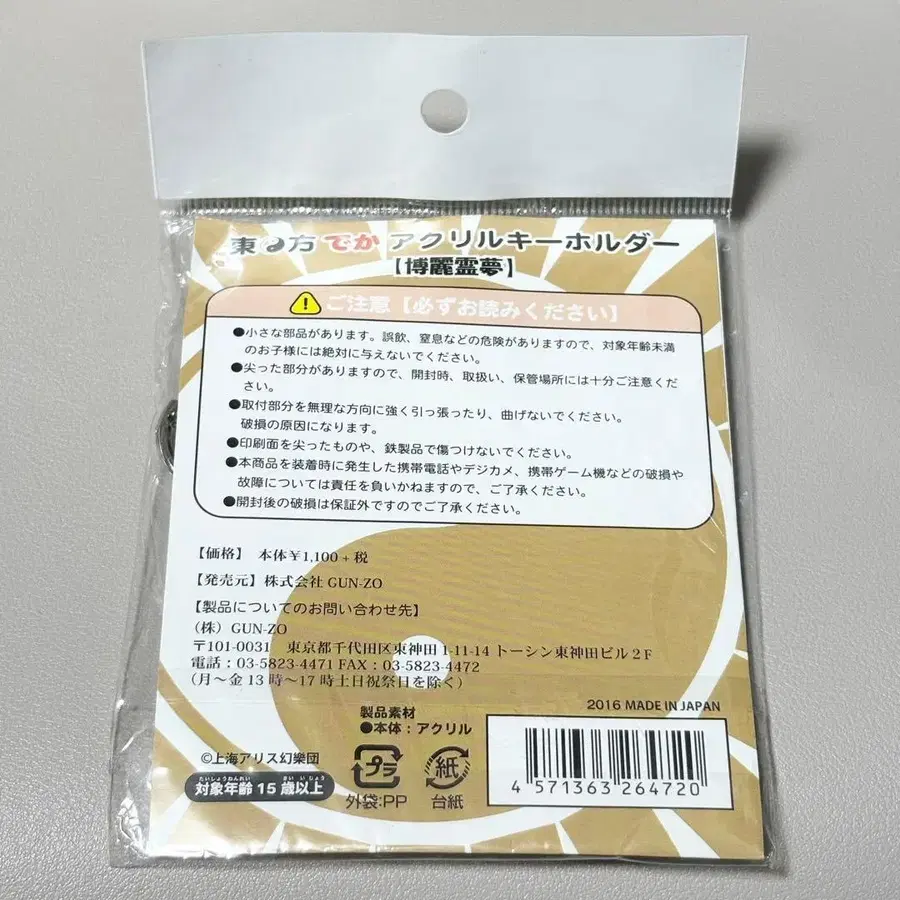 東方でかアクリルキーホルダー
【博麗霊夢】
ご注意【必ずお読みください】
●小さな部品があります。誤飲、窒息などの危険がありますので、対象年齢未満
のお子様には絶対に与えないでください。
●尖った部分がありますので、開封時、取扱い、保管場所には十分ご注意くだ
さい。
●取付部分を無理な方向に強く引っ張ったり、曲げないでください。
破損の原因になります。
●印刷面を尖ったものや、鉄製品で傷つけないでください。
●本商品を装着時に発生した携帯電話やデジカメ、携帯ゲーム機などの破損や
故障については責任を負いかねますので、ご了承ください。
●開封後の破損は保証外ですのでご了承ください。
【価格】 本体¥1,100+税
【発売元】株式会社 GUN-ZO
【製品についてのお問い合わせ先】
(株) GUN-ZO
〒101-0031 東京都千代田区東神田 1-11-14 トーシン東神田ビル2F
電話:03-5823-4471 FAX:03-5823-4472
(月〜金 13 時〜17 時土日祝祭日を除く)
2016 MADE IN JAPAN
製品素材
●本体:アクリル
©上海アリス幻樂団
たいしょうねんれい さいいじょう
対象年齢 15 歳以上
プラ
外袋:PP
紙
台紙
4 571363 264720